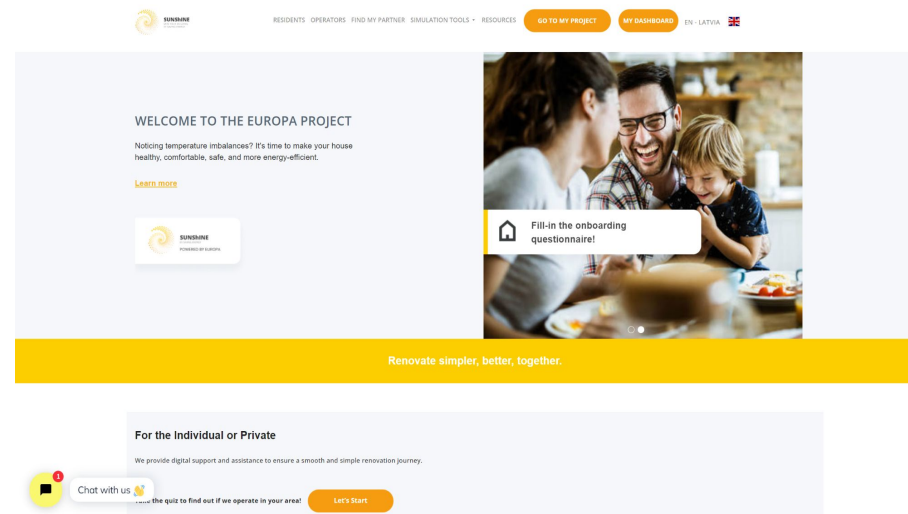 SUNShINE
RESIDENTS OPERATORS FIND MY PARTNER SIMULATION TOOLS RESOURCES GO TO MY PROJECT MY DASHBOARD EN - LATVIA
WELCOME TO THE EUROPA PROJECT
Noticing temperature imbalances? It's time to make your house
healthy, comfortable, safe, and more energy-efficient.
Learn more
SUNShINE
POWERED BY EUROPA
Fill-in the onboarding
questionnaire!
Renovate simpler, better, together.
For the Individual or Private
We provide digital support and assistance to ensure a smooth and simple renovation journey.
1
Chat with us 👋
the quiz to find out if we operate in your area! Let's Start